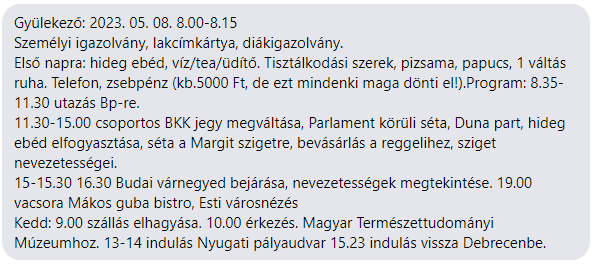 Gyülekező: 2023. 05. 08. 8.00-8.15
Személyi igazolvány, lakcímkártya, diákigazolvány.
Első napra: hideg ebéd, víz/tea/üdítő. Tisztálkodási szerek, pizsama, papucs, 1 váltás
ruha. Telefon, zsebpénz (kb.5000 Ft, de ezt mindenki maga dönti el!).Program: 8.35-
11.30 utazás Bp-re.
11.30-15.00 csoportos BKK jegy megváltása, Parlament körüli séta, Duna part, hideg
ebéd elfogyasztása, séta a Margit szigetre, bevásárlás a reggelihez, sziget
nevezetességei.
15-15.30 16.30 Budai várnegyed bejárása, nevezetességek megtekintése. 19.00
vacsora Mákos guba bistro, Esti városnézés
Kedd: 9.00 szállás elhagyása. 10.00 érkezés. Magyar Természettudományi
Múzeumhoz. 13-14 indulás Nyugati pályaudvar 15.23 indulás vissza Debrecenbe.